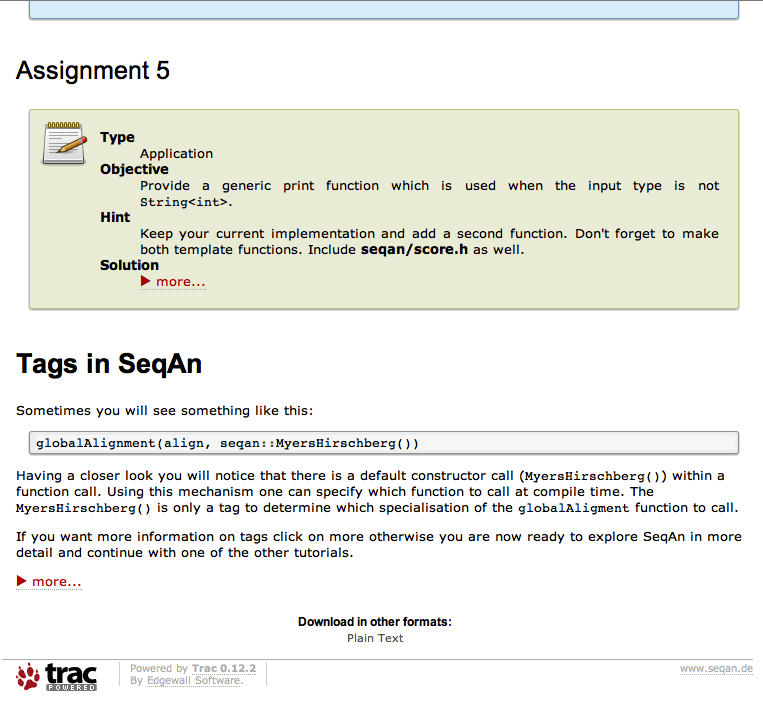 Assignment 5
Type
Application
Objective
Provide a generic print function which is used when the input type is not
String<int>.
Hint
Keep your current implementation and add a second function. Don't forget to make
both template functions. Include seqan/score.h as well.
Solution
more...
Tags in SeqAn
Sometimes you will see something like this:
globalAlignment(align, seqan::MyersHirschberg())
Having a closer look you will notice that there is a default constructor call (MyersHirschberg()) within a
function call. Using this mechanism one can specify which function to call at compile time. The
MyersHirschberg() is only a tag to determine which specialisation of the globalAligment function to call.
If you want more information on tags click on more otherwise you are now ready to explore SeqAn in more
detail and continue with one of the other tutorials.
more...
Download in other formats:
Plain Text
trac
POWERED
Powered by Trac 0.12.2
By Edgewall Software.
www.seqan.de